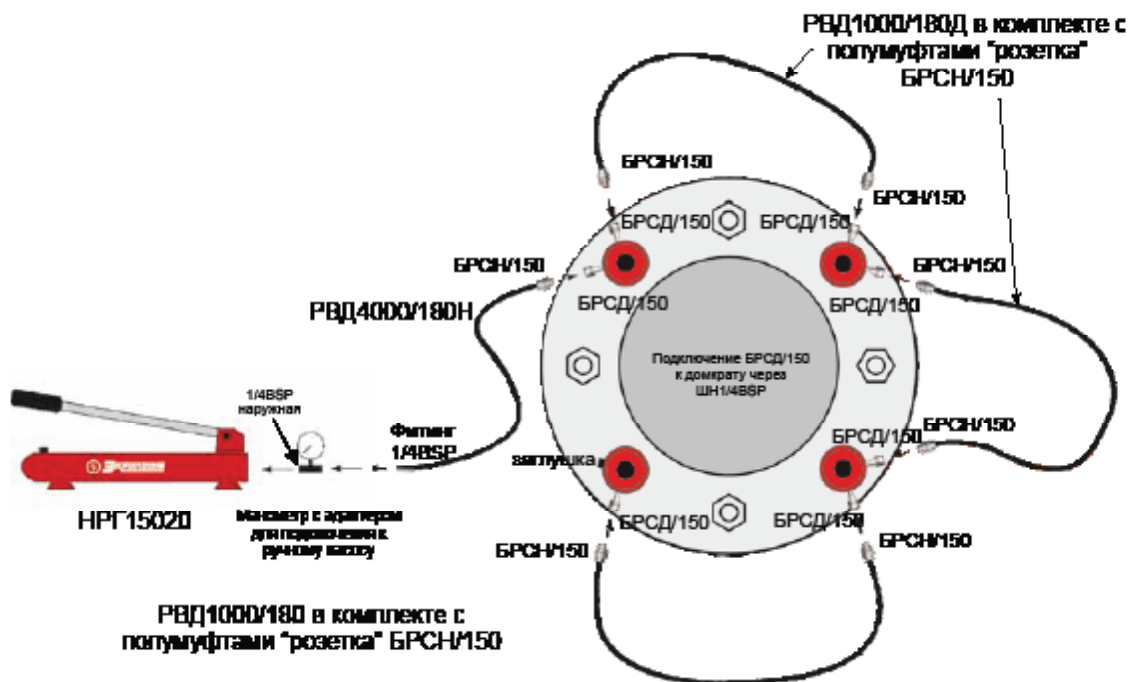 РВД1000/180Д в комплекте с
полумуфтами "розетка"
БРСН/150
БРСН/150
БРСН/150
БРСД/150
БРСД/150
БРСН/150
БРСН/150
БРСД/150
БРСД/150
РВД4000/180Н
Подключение БРСД/150
к домкрату через
ШН1/4BSP
1/4BSP
наружная
Фитинг
1/4BSP
БРСН/150
БРСД/150
заглушка
НРГ15020
Манометр с адаптером
для подключения к
ручному насосу
БРСД/150
БРСД/150
БРСН/150
БРСН/150
РВД1000/180 в комплекте с
полумуфтами "розетка" БРСН/150